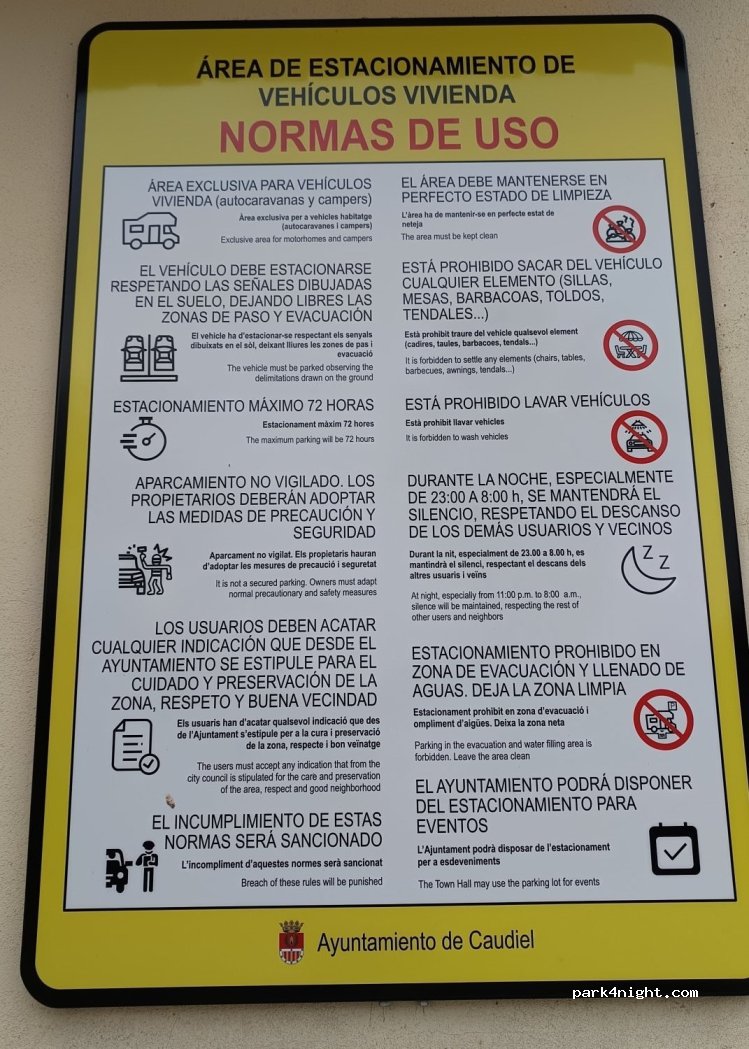 ÁREA DE ESTACIONAMIENTO DE
VEHÍCULOS VIVIENDA
NORMAS DE USO
ÁREA EXCLUSIVA PARA VEHÍCULOS
VIVIENDA (autocaravanas y campers)
Àrea exclusiva per a vehicles habitatge
(autocaravanes i campers)
Exclusive area for motorhomes and campers
EL VEHÍCULO DEBE ESTACIONARSE
RESPETANDO LAS SEÑALES DIBUJADAS
EN EL SUELO, DEJANDO LIBRES LAS
ZONAS DE PASO Y EVACUACIÓN
El vehicle ha d'estacionar-se respectant els senyals
dibuixats en el sòl, deixant lliures les zones de pas i
evacuació
The vehicle must be parked observing the
delimitations drawn on the ground
ESTACIONAMIENTO MÁXIMO 72 HORAS
Estacionament màxim 72 hores
The maximum parking will be 72 hours
APARCAMIENTO NO VIGILADO. LOS
PROPIETARIOS DEBERÁN ADOPTAR
LAS MEDIDAS DE PRECAUCIÓN Y
SEGURIDAD
Aparcament no vigilat. Els propietaris hauran
d'adoptar les mesures de precaució i seguretat
It is not a secured parking. Owners must adapt
normal precautionary and safety measures
LOS USUARIOS DEBEN ACATAR
CUALQUIER INDICACIÓN QUE DESDE EL
AYUNTAMIENTO SE ESTIPULE PARA EL
CUIDADO Y PRESERVACIÓN DE LA
ZONA, RESPETO Y BUENA VECINDAD
Els usuaris han d'acatar qualsevol indicació que des
de l'Ajuntament s'estipule per a la cura i preservació
de la zona, respecte i bon veïnatge
The users must accept any indication that from the
city council is stipulated for the care and preservation
of the area, respect and good neighborhood
EL INCUMPLIMIENTO DE ESTAS
NORMAS SERÁ SANCIONADO
L'incompliment d'aquestes normes serà sancionat
Breach of these rules will be punished
EL ÁREA DEBE MANTENERSE EN
PERFECTO ESTADO DE LIMPIEZA
L'àrea ha de mantenir-se en perfecte estat de
neteja
The area must be kept clean
ESTÁ PROHIBIDO SACAR DEL VEHÍCULO
CUALQUIER ELEMENTO (SILLAS,
MESAS, BARBACOAS, TOLDOS,
TENDALES...)
Està prohibit traure del vehicle qualsevol element
(cadires, taules, barbacoes, tendals...)
It is forbidden to settle any elements (chairs, tables,
barbecues, awnings, tendals...)
ESTÁ PROHIBIDO LAVAR VEHÍCULOS
Està prohibit llavar vehicles
It is forbidden to wash vehicles
DURANTE LA NOCHE, ESPECIALMENTE
DE 23:00 A 8:00 h, SE MANTENDRÁ EL
SILENCIO, RESPETANDO EL DESCANSO
DE LOS DEMÁS USUARIOS Y VECINOS
Durant la nit, especialment de 23.00 a 8.00 h, es
mantindrà el silenci, respectant el descans dels
altres usuaris i veïns
At night, especially from 11:00 p.m. to 8:00 a.m.,
silence will be maintained, respecting the rest of
other users and neighbors
Z Z
ESTACIONAMIENTO PROHIBIDO EN
ZONA DE EVACUACIÓN Y LLENADO DE
AGUAS. DEJA LA ZONA LIMPIA
Estacionament prohibit en zona d'evacuació i
ompliment d'aigües. Deixa la zona neta
Parking in the evacuation and water filling area is
forbidden. Leave the area clean
EL AYUNTAMIENTO PODRÁ DISPONER
DEL ESTACIONAMIENTO PARA
EVENTOS
L'Ajuntament podrà disposar de l'estacionament
per a esdeveniments
The Town Hall may use the parking lot for events
Ayuntamiento de Caudiel
park4night.com